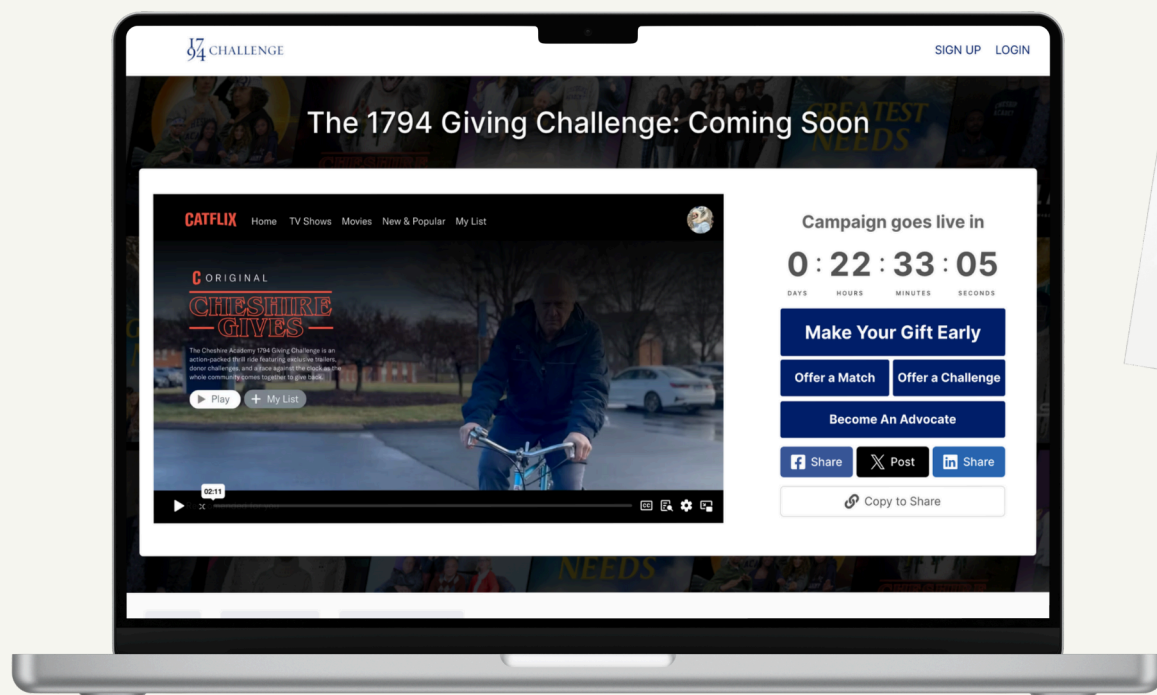 1794 CHALLENGE
SIGN UP LOGIN
GREATEST NEEDS
The 1794 Giving Challenge: Coming Soon
CATFLIX Home TV Shows Movies New & Popular My List
C ORIGINAL
CHESHIRE
GIVES
The Cheshire Academy 1794 Giving Challenge is an
action-packed thrill ride featuring exclusive trailers,
donor challenges, and a race against the clock as the
whole community comes together to give back.
Play + My List
02:11
CC
Campaign goes live in
0 : 22 : 33 : 05
DAYS HOURS MINUTES SECONDS
Make Your Gift Early
Offer a Match Offer a Challenge
Become An Advocate
Share Post Share
Copy to Share
NEEDS